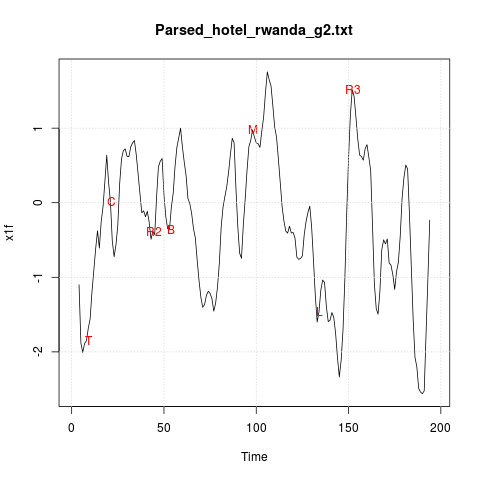 Parsed_hotel_rwanda_g2.txt
R3
M
C
R2 B
L
T
x1f
1
0
-1
-2
0 50 100 150 200
Time